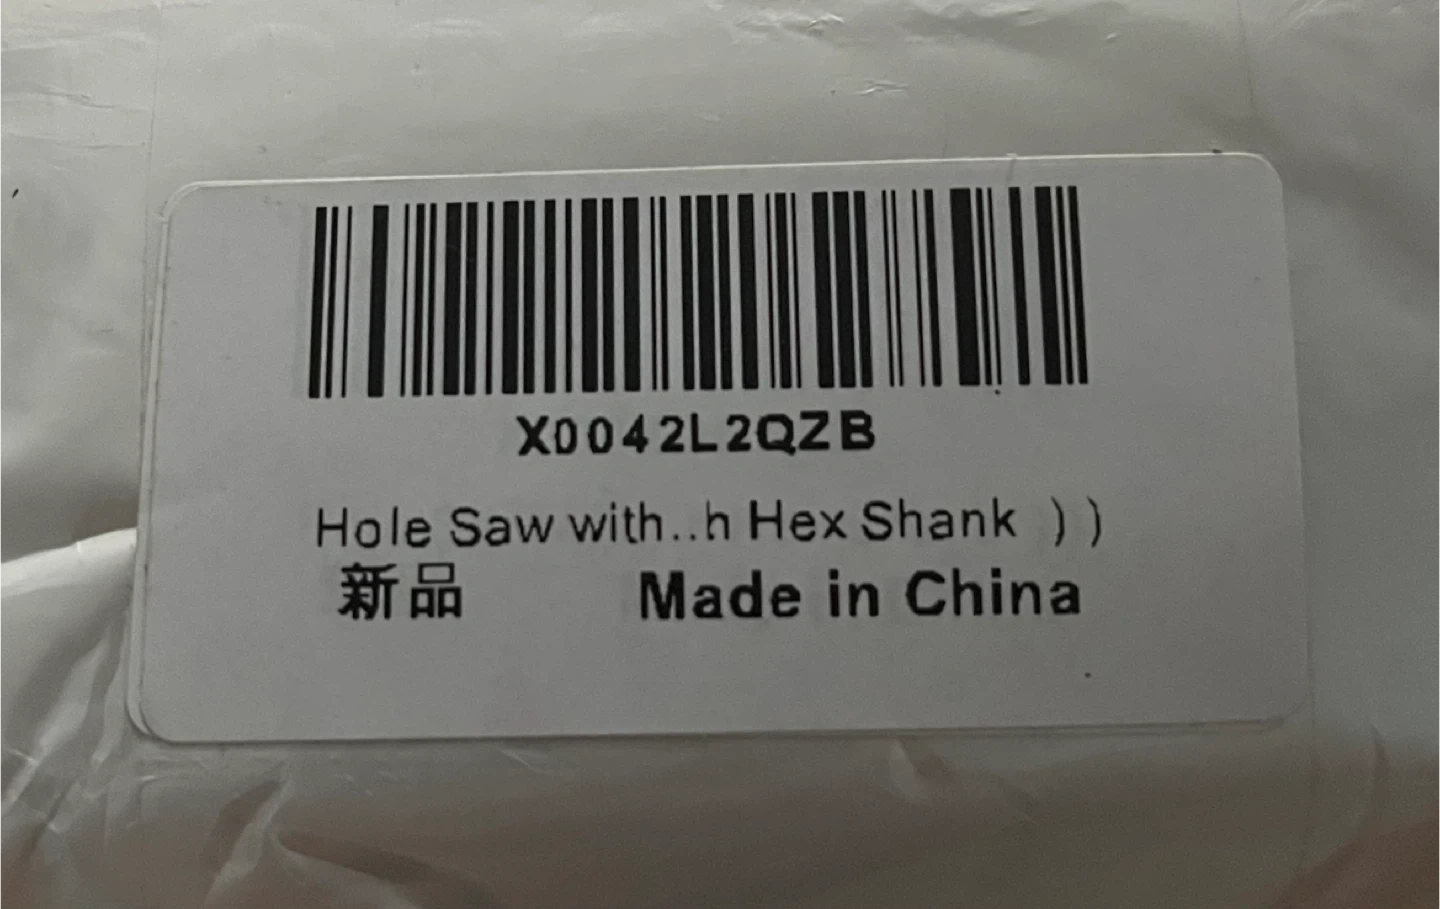 X0042L2QZB
Hole Saw with..h Hex Shank ) )
新品 Made in China